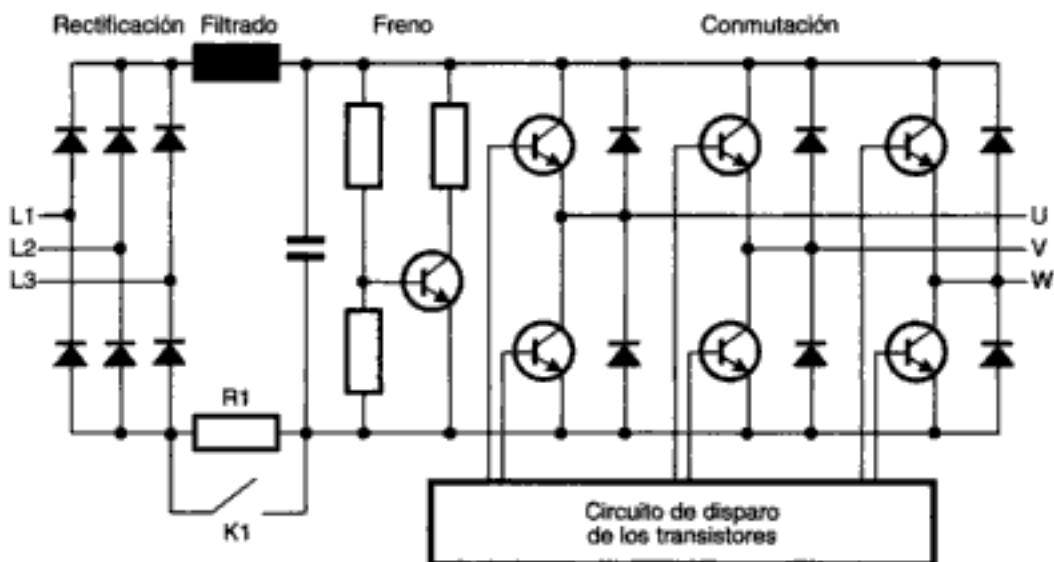 Rectificación Filtrado Freno Conmutación
L1
L2
L3
U
V
W
R1
K1
Circuito de disparo
de los transistores